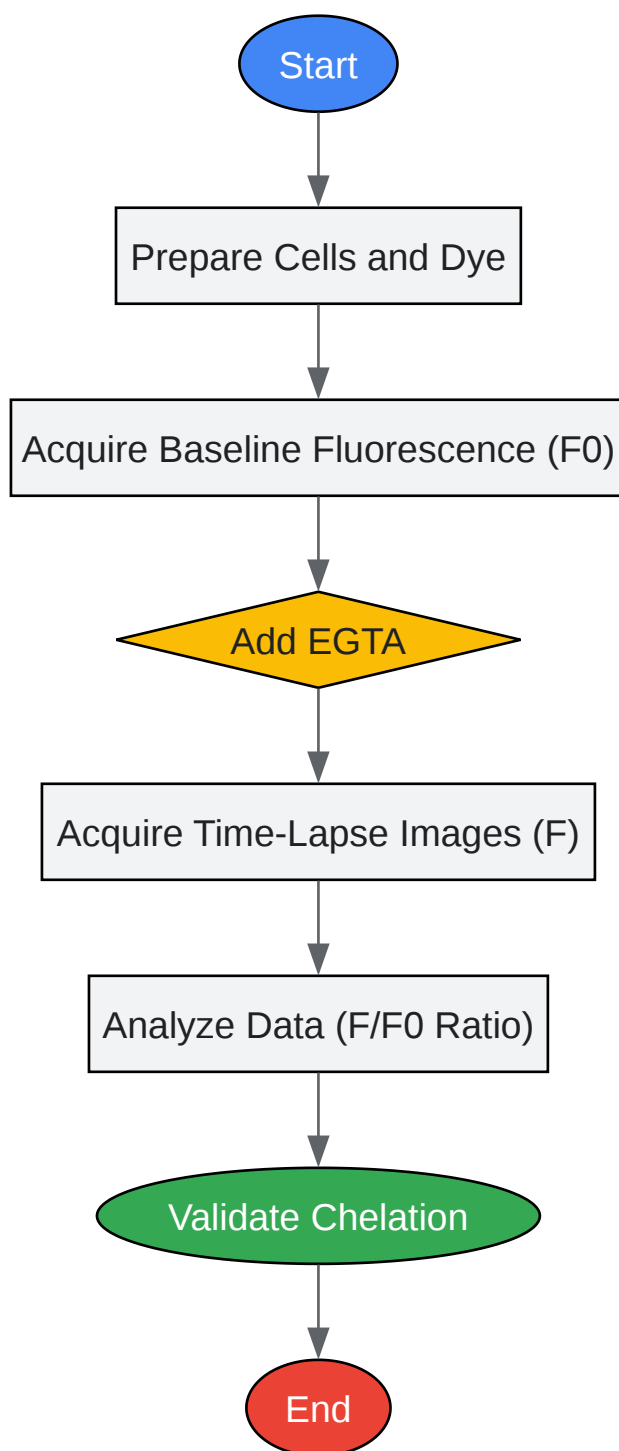 Start
Prepare Cells and Dye
Acquire Baseline Fluorescence (F0)
Add EGTA
Acquire Time-Lapse Images (F)
Analyze Data (F/F0 Ratio)
Validate Chelation
End